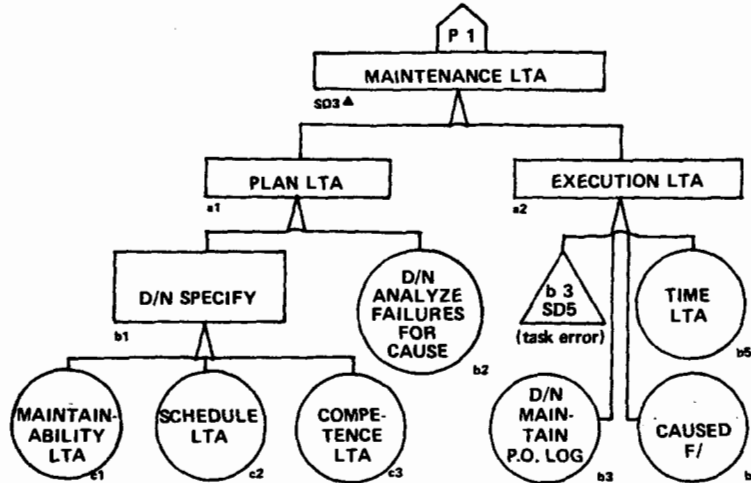 P 1
MAINTENANCE LTA
SD3▲
PLAN LTA
a1
EXECUTION LTA
a2
D/N SPECIFY
b1
D/N
ANALYZE
FAILURES
FOR
CAUSE
b2
b 3
SD5
(task error)
TIME
LTA
b5
MAINTAIN-
ABILITY
LTA
c1
SCHEDULE
LTA
c2
COMPE-
TENCE
LTA
c3
D/N
MAIN-
TAIN
P.O. LOG
b3
CAUSED
F/
b